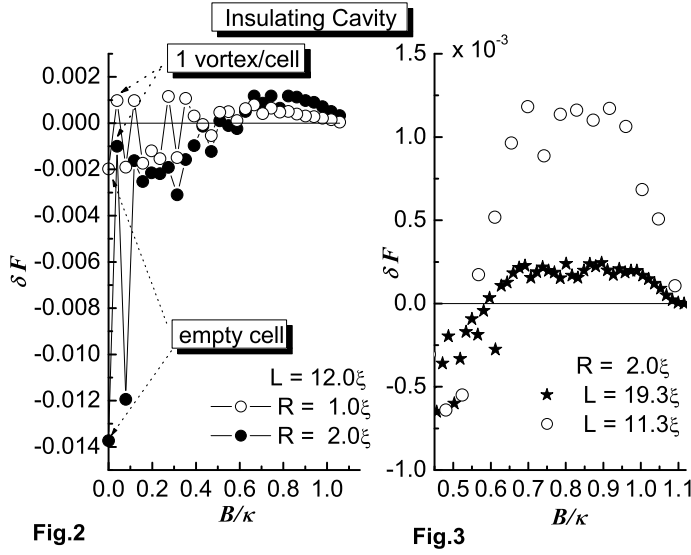 Insulating Cavity
1 vortex/cell
0.002
0.000
-0.002
-0.004
-0.006
-0.008
-0.010
-0.012
-0.014
δF
empty cell
L = 12.0ξ
R = 1.0ξ
R = 2.0ξ
0.0 0.2 0.4 0.6 0.8 1.0
B/κ
Fig.2
x 10⁻³
1.5
1.0
0.5
0.0
-0.5
-1.0
δF
R = 2.0ξ
L = 19.3ξ
L = 11.3ξ
0.5 0.6 0.7 0.8 0.9 1.0 1.1
B/κ
Fig.3